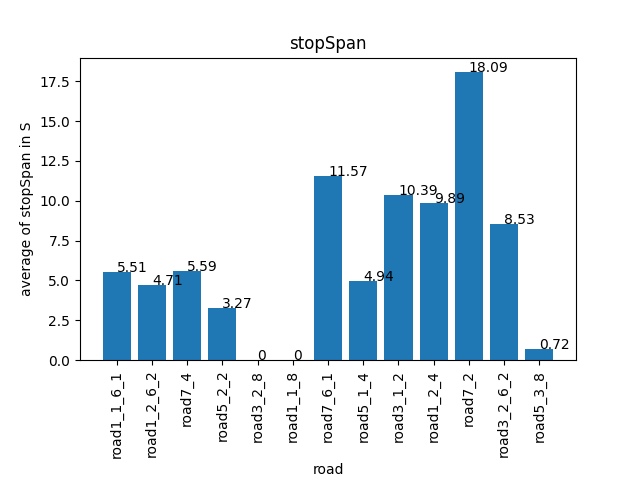 stopSpan
average of stopSpan in S
17.5
15.0
12.5
10.0
7.5
5.0
2.5
0.0
5.51
4.71
5.59
3.27
0
0
11.57
4.94
10.39
9.89
18.09
8.53
0.72
road1_1_6_1
road1_2_6_2
road7_4
road5_2_2
road3_2_8
road1_1_8
road7_6_1
road5_1_4
road3_1_2
road1_2_4
road7_2
road3_2_6_2
road5_3_8
road